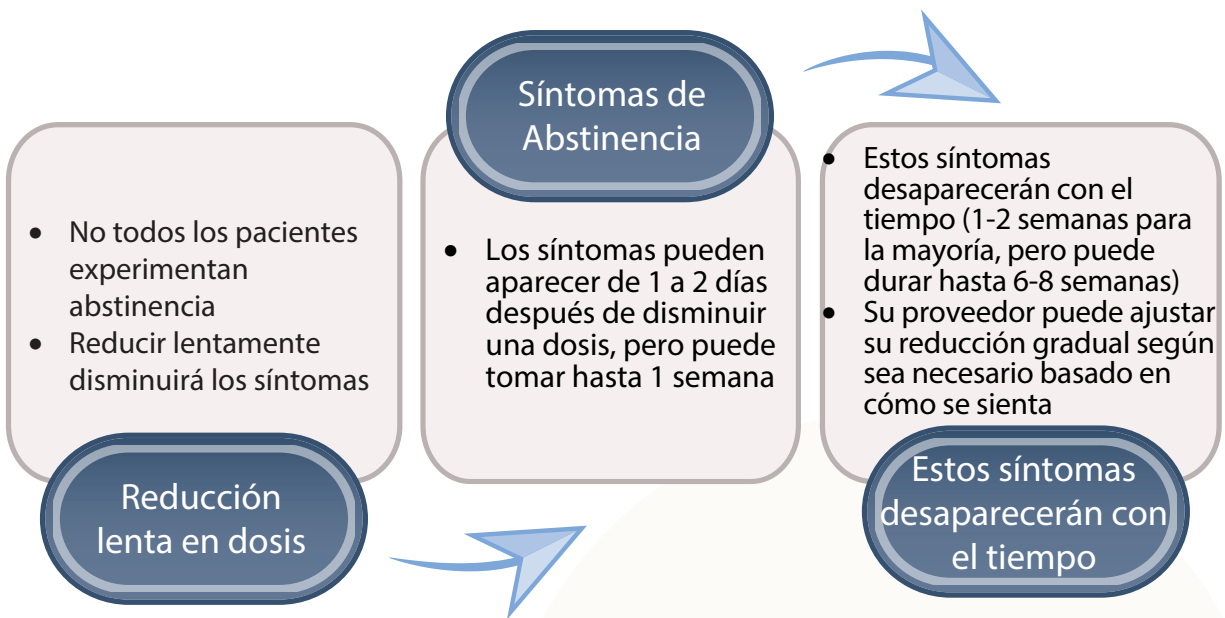 • No todos los pacientes
experimentan
abstinencia
• Reducir lentamente
disminuirá los síntomas
Reducción
lenta en dosis
Síntomas de
Abstinencia
• Los síntomas pueden
aparecer de 1 a 2 días
después de disminuir
una dosis, pero puede
tomar hasta 1 semana
• Estos síntomas
desaparecerán con el
tiempo (1-2 semanas para
la mayoría, pero puede
durar hasta 6-8 semanas)
• Su proveedor puede ajustar
su reducción gradual según
sea necesario basado en
cómo se sienta
Estos síntomas
desaparecerán con
el tiempo